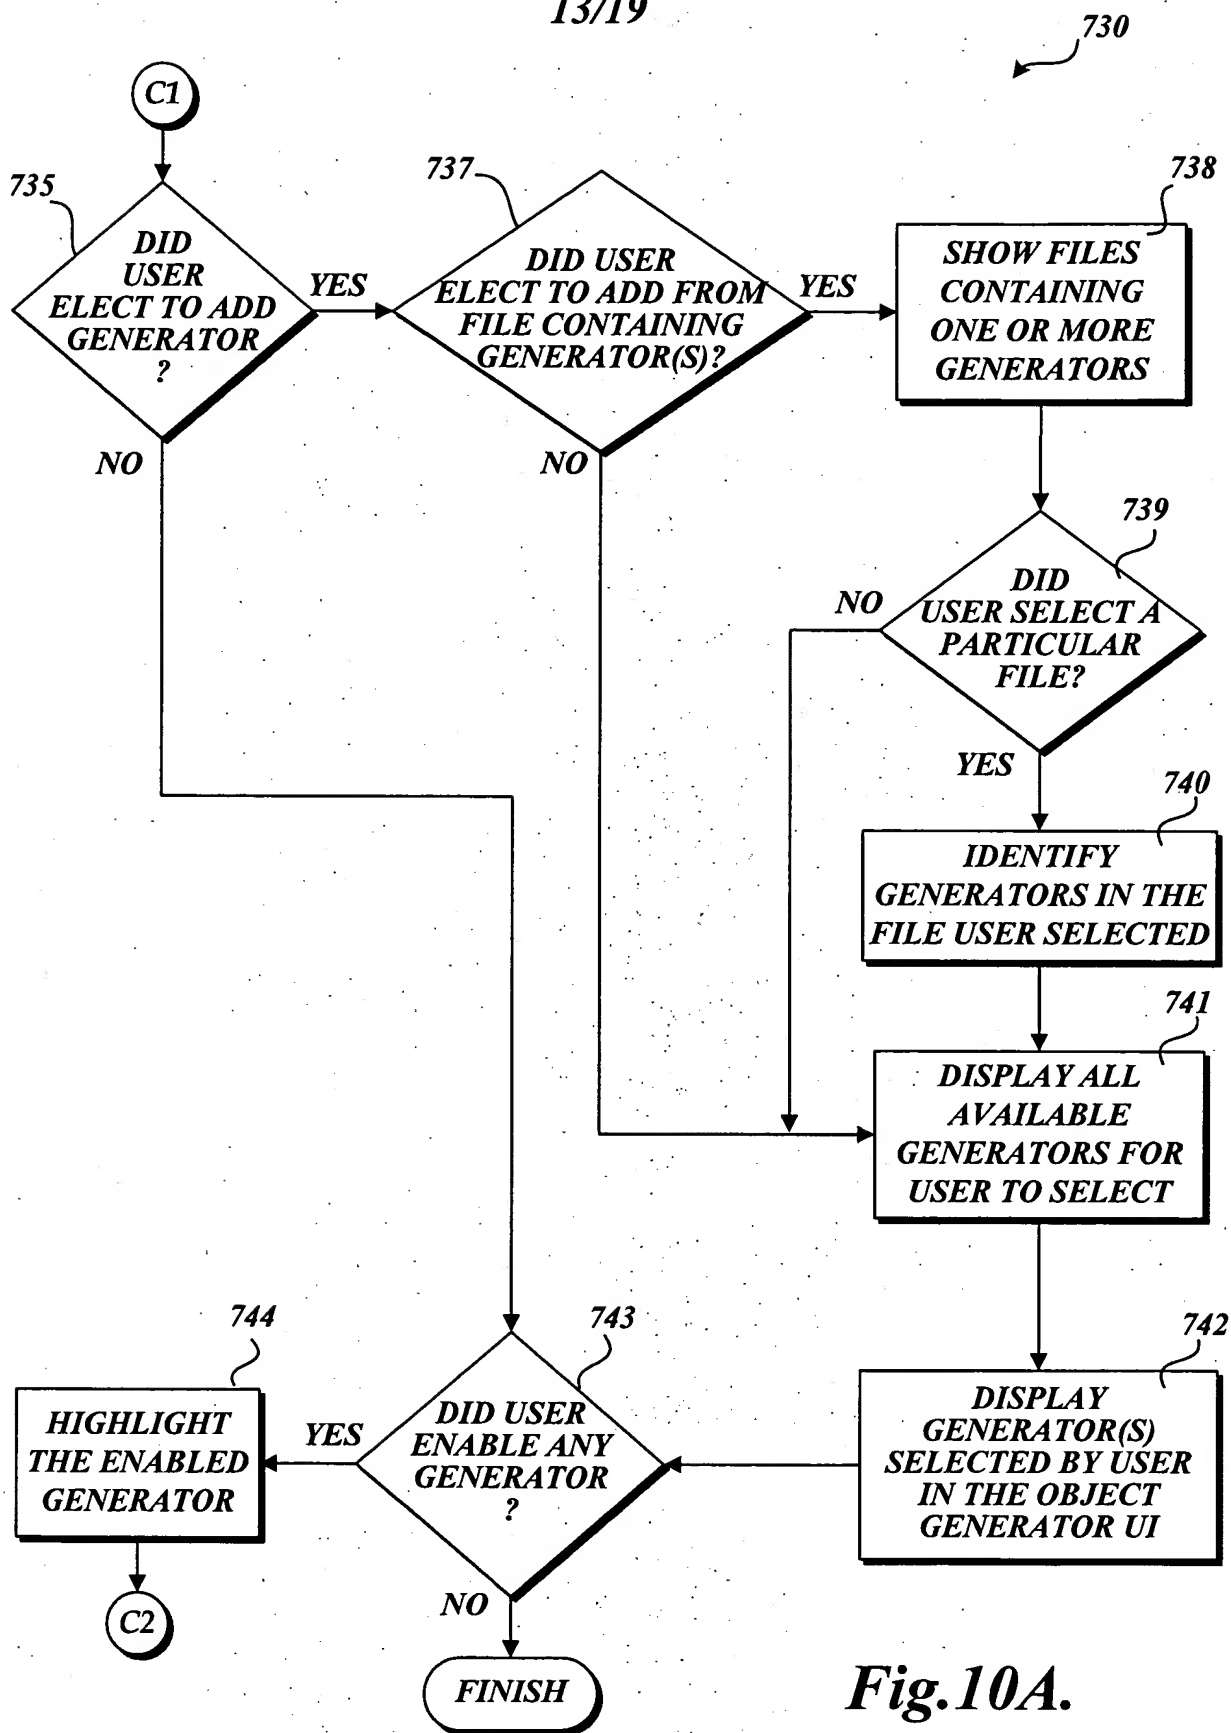 13/19
730
C1
735
DID
USER
ELECT TO ADD
GENERATOR
?
YES
NO
737
DID USER
ELECT TO ADD FROM
FILE CONTAINING
GENERATOR(S)?
YES
NO
738
SHOW FILES
CONTAINING
ONE OR MORE
GENERATORS
739
DID
USER SELECT A
PARTICULAR
FILE?
NO
YES
740
IDENTIFY
GENERATORS IN THE
FILE USER SELECTED
741
DISPLAY ALL
AVAILABLE
GENERATORS FOR
USER TO SELECT
742
DISPLAY
GENERATOR(S)
SELECTED BY USER
IN THE OBJECT
GENERATOR UI
743
DID USER
ENABLE ANY
GENERATOR
?
YES
NO
744
HIGHLIGHT
THE ENABLED
GENERATOR
C2
FINISH
Fig.10A.